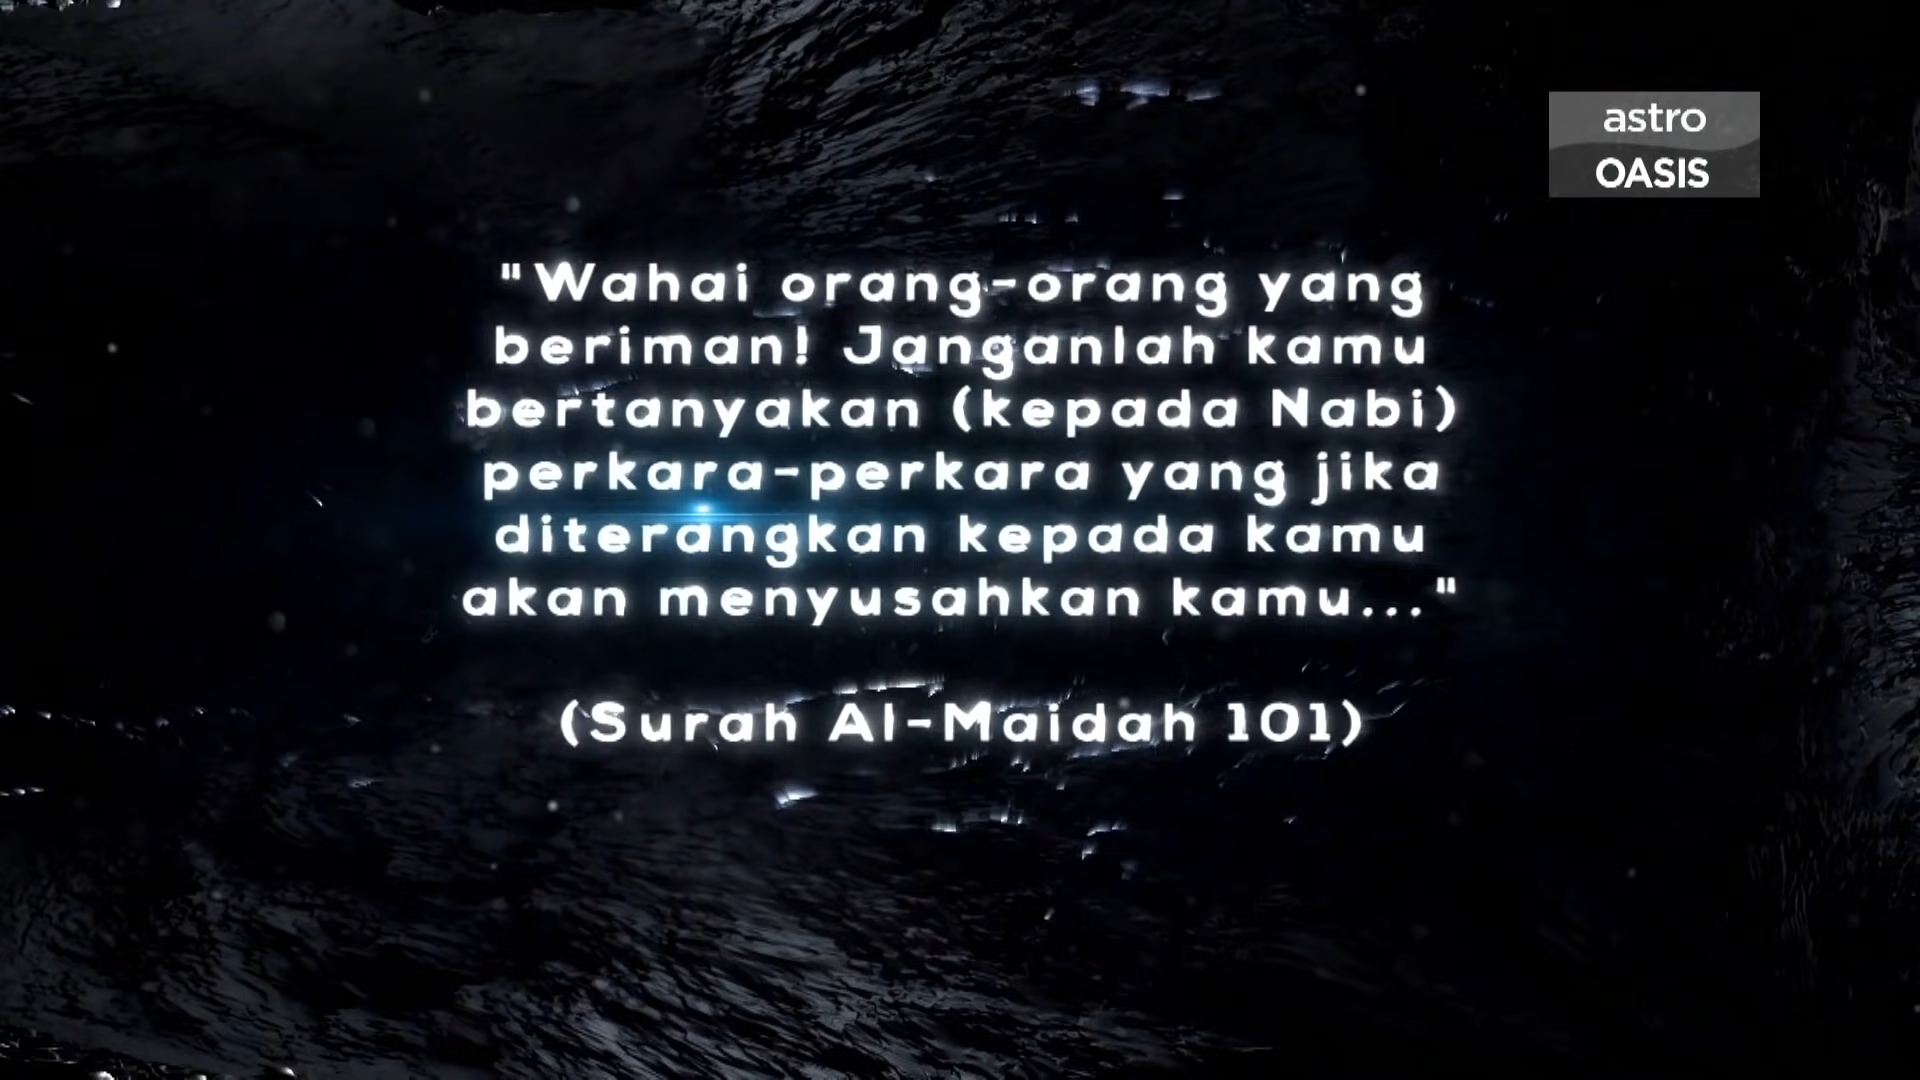 astro
OASIS
"Wahai orang-orang yang
beriman! Janganlah kamu
bertanyakan (kepada Nabi)
perkara-perkara yang jika
diterangkan kepada kamu
akan menyusahkan kamu..."
(Surah Al-Maidah 101)